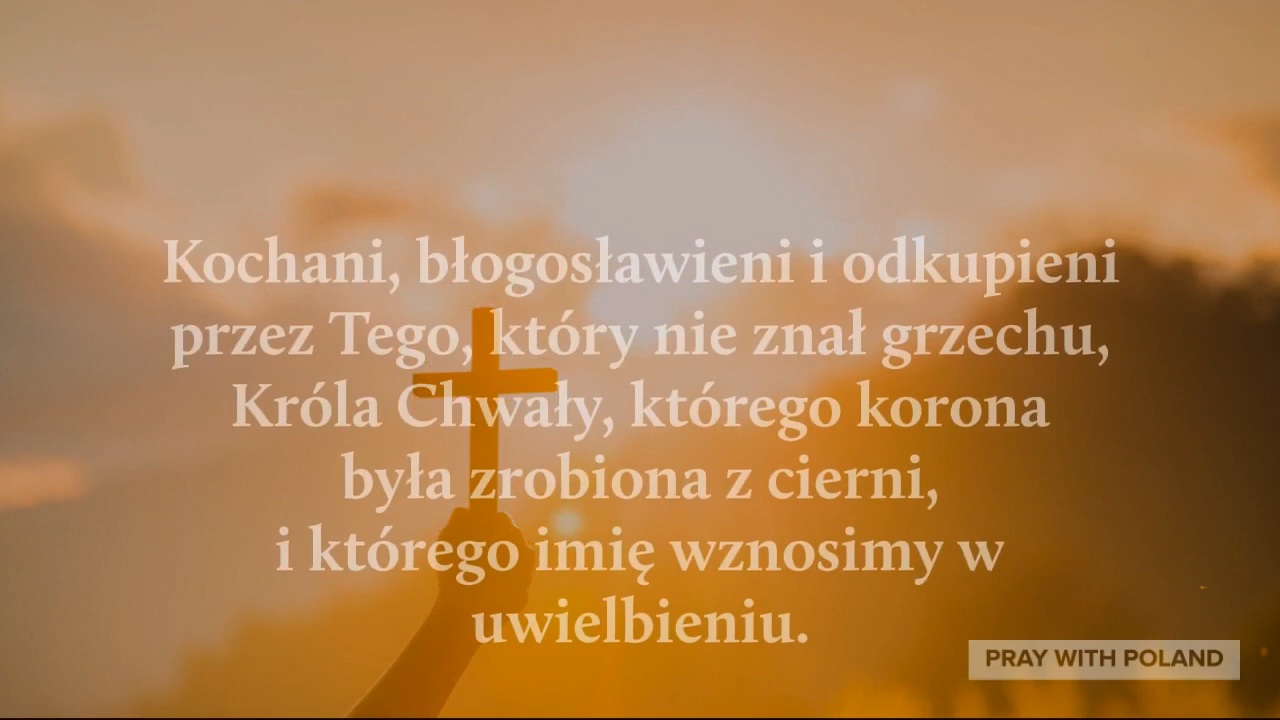 Kochani, błogosławieni i odkupieni
przez Tego, który nie znał grzechu,
Króla Chwały, którego korona
była zrobiona z cierni,
i którego imię wznosimy w
uwielbieniu.
PRAY WITH POLAND